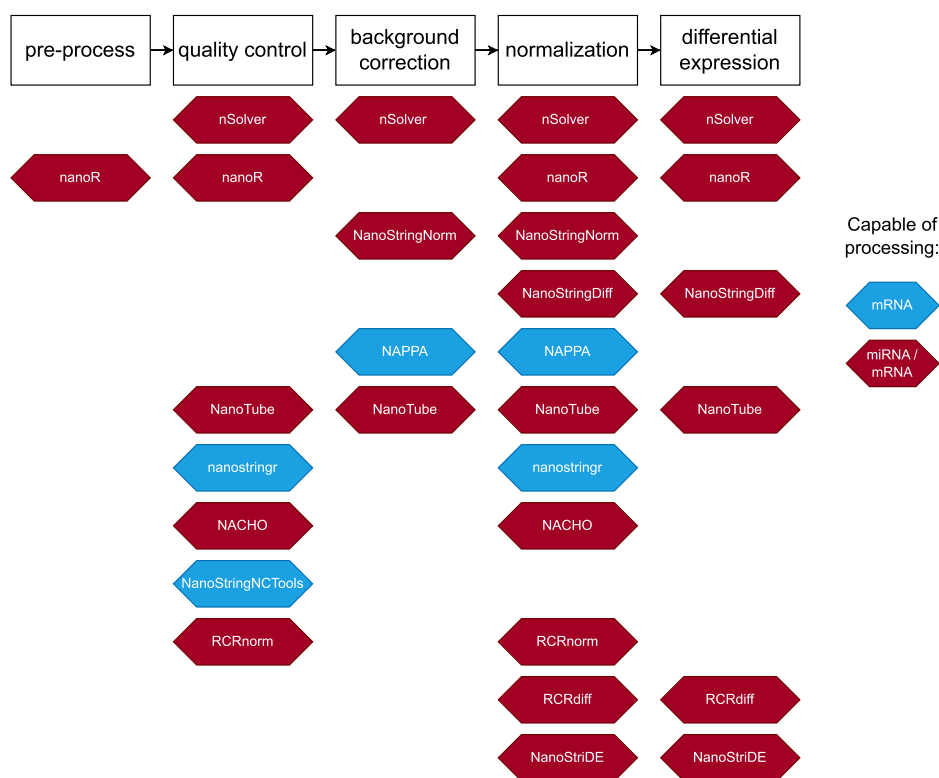 pre-process
quality control
background
correction
normalization
differential
expression
nSolver
nSolver
nSolver
nSolver
nanoR
nanoR
nanoR
nanoR
NanoStringNorm
NanoStringNorm
Capable of
processing:
NanoStringDiff
NanoStringDiff
mRNA
NAPPA
NAPPA
miRNA /
mRNA
NanoTube
NanoTube
NanoTube
NanoTube
nanostringr
nanostringr
NACHO
NACHO
NanoStringNCTools
RCRnorm
RCRnorm
RCRdiff
RCRdiff
NanoStriDE
NanoStriDE